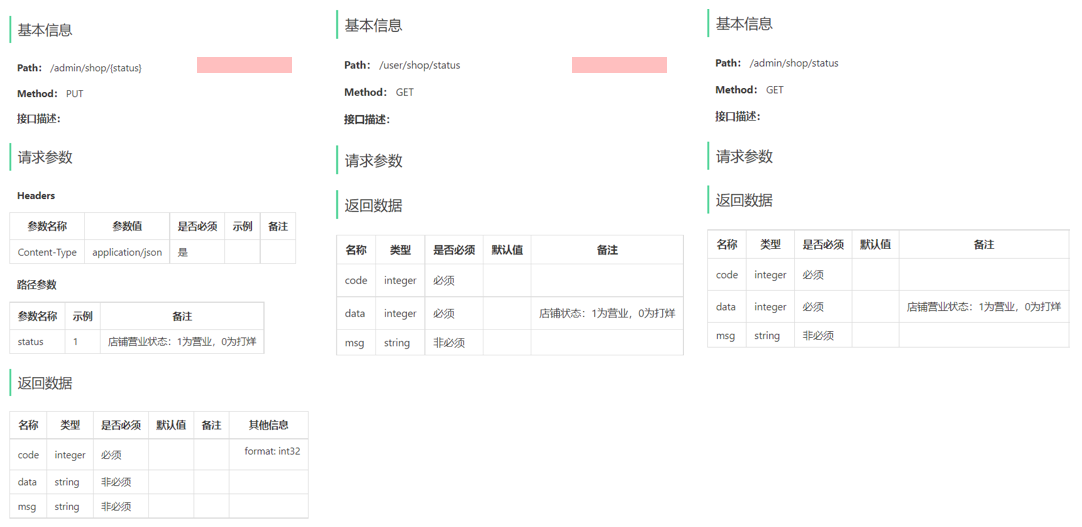 基本信息
Path： /admin/shop/{status}
Method： PUT
接口描述：
请求参数
Headers
参数名称 参数值 是否必须 示例 备注
Content-Type application/json 是
路径参数
参数名称 示例 备注
status 1 店铺营业状态：1为营业，0为打烊
返回数据
名称 类型 是否必须 默认值 备注 其他信息
code integer 必须 format: int32
data string 非必须
msg string 非必须
基本信息
Path： /user/shop/status
Method： GET
接口描述：
请求参数
返回数据
名称 类型 是否必须 默认值 备注
code integer 必须
data integer 必须 店铺状态：1为营业，0为打烊
msg string 非必须
基本信息
Path： /admin/shop/status
Method： GET
接口描述：
请求参数
返回数据
名称 类型 是否必须 默认值 备注
code integer 必须
data integer 必须 店铺营业状态：1为营业，0为打烊
msg string 非必须